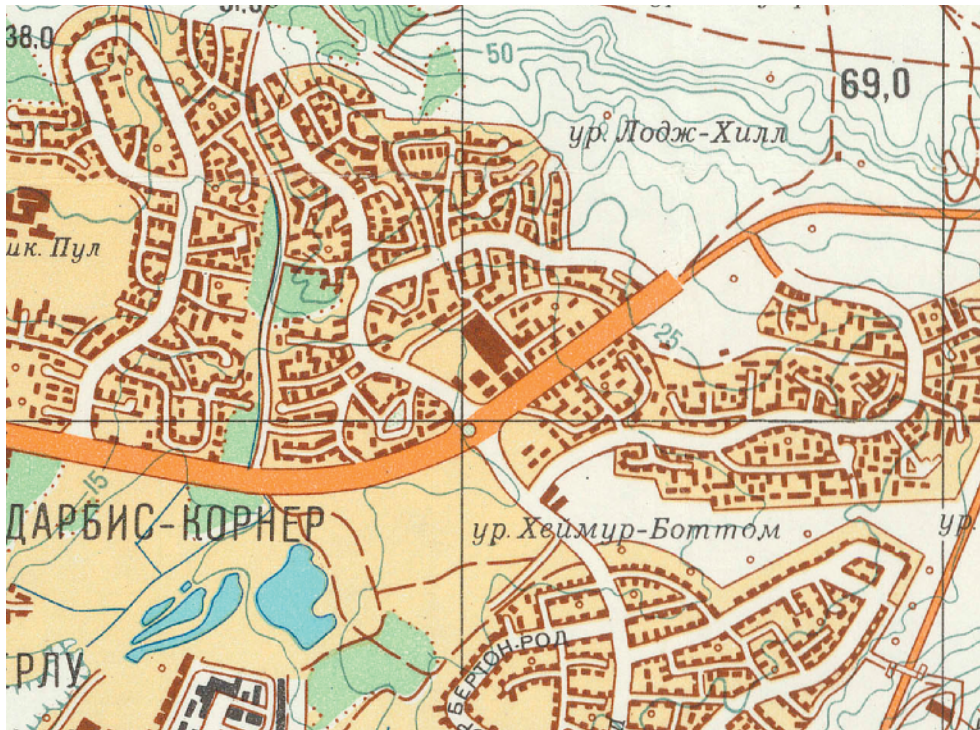 38,0
50
69,0
ур. Лодж-Хилл
шк. Пул
25
15
ДАРБИС-КОРНЕР
ур. Хеймур-Боттом
ур
РЛУ
БЕРТОН-РОД